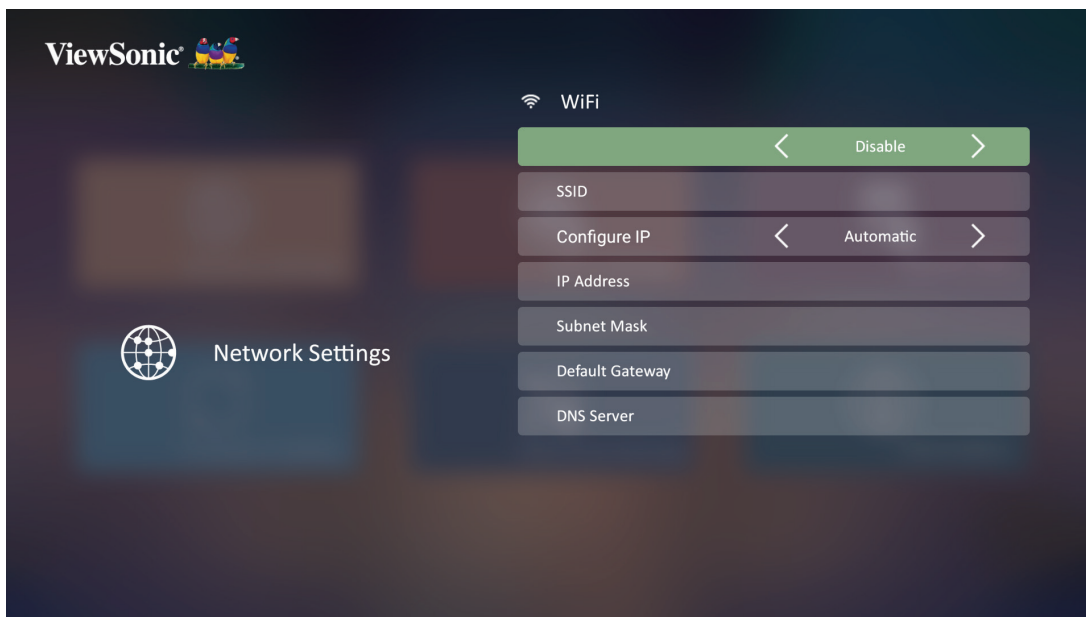 ViewSonic®
WiFi
Disable
SSID
Configure IP
Automatic
IP Address
Subnet Mask
Network Settings
Default Gateway
DNS Server